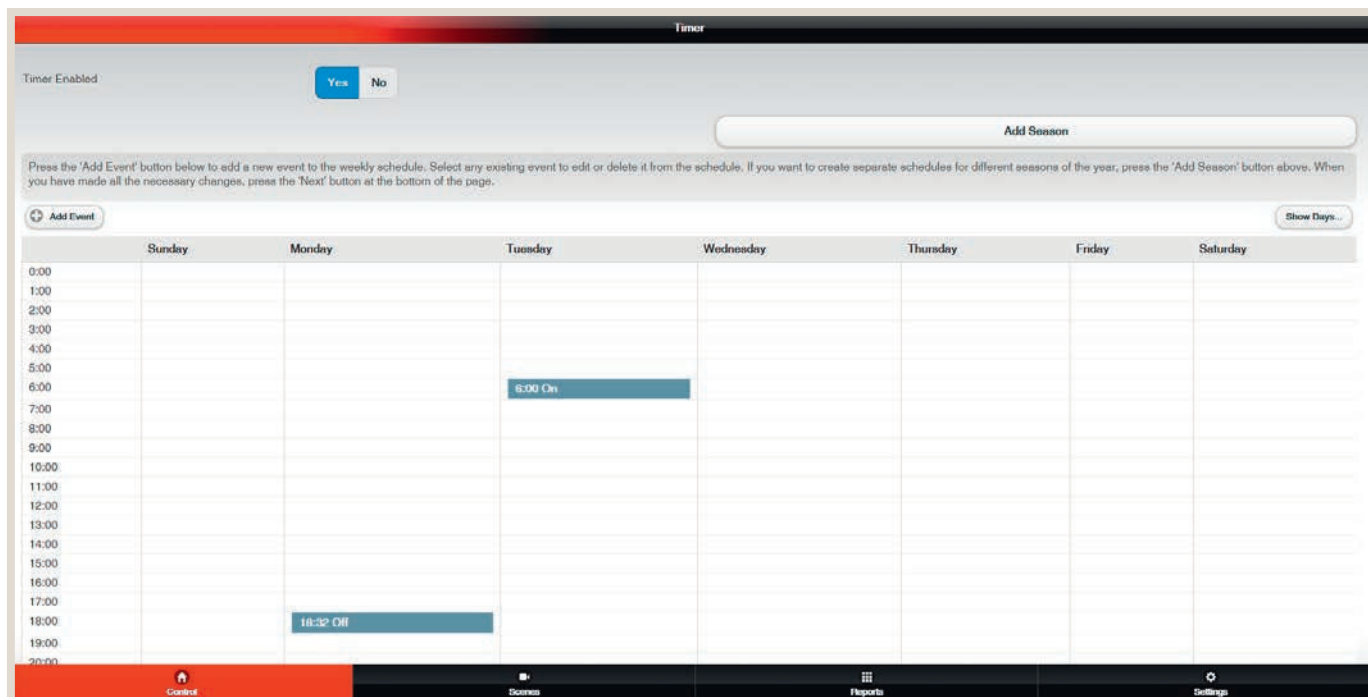 Timer
Timer Enabled
Yes No
Add Season
Press the 'Add Event' button below to add a new event to the weekly schedule. Select any existing event to edit or delete it from the schedule. If you want to create separate schedules for different seasons of the year, press the 'Add Season' button above. When
you have made all the necessary changes, press the 'Next' button at the bottom of the page.
Add Event Show Days...
Sunday Monday Tuesday Wednesday Thursday Friday Saturday
0:00
1:00
2:00
3:00
4:00
5:00
6:00 6:00 On
7:00
8:00
9:00
10:00
11:00
12:00
13:00
14:00
15:00
16:00
17:00
18:00 18:32 Off
19:00
20:00
Control Scenes Reports Settings